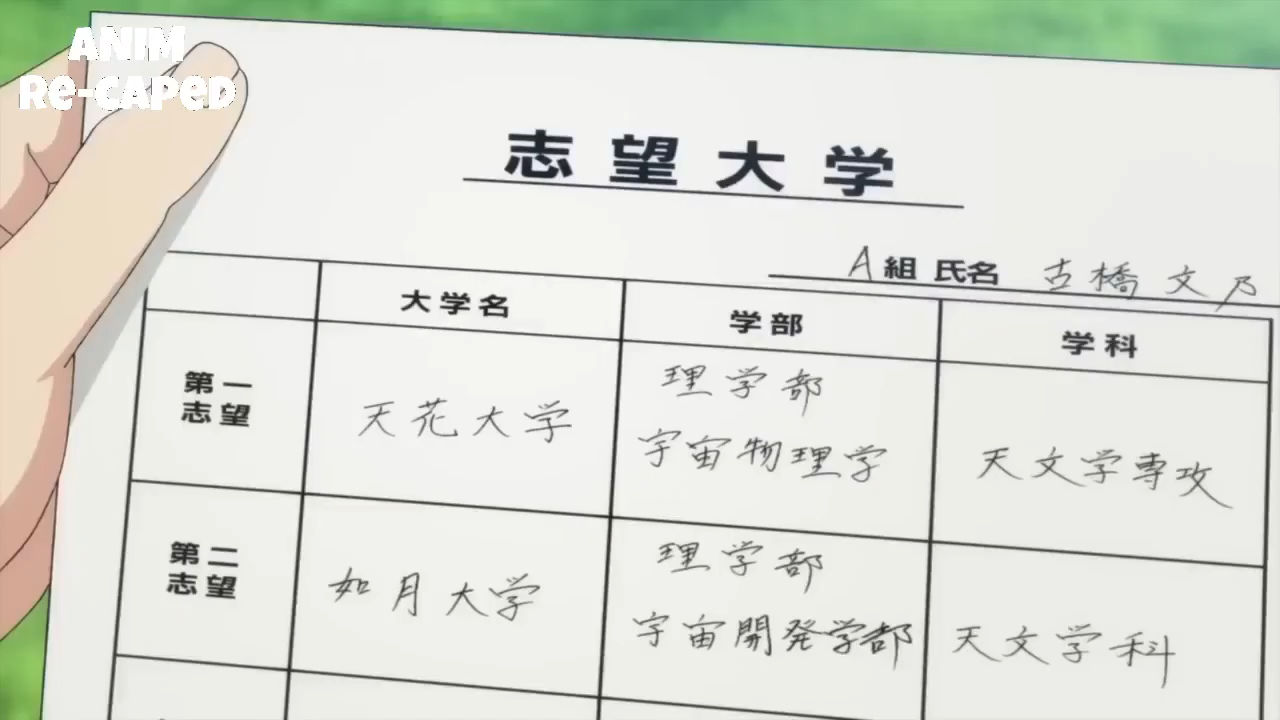 ANIM
Re-CAPeD
志望大学
A組 氏名 古橋 文乃
大学名 学部 学科
第一
志望
天花大学
理学部
宇宙物理学
天文学専攻
第二
志望
如月大学
理学部
宇宙開発学部
天文学科